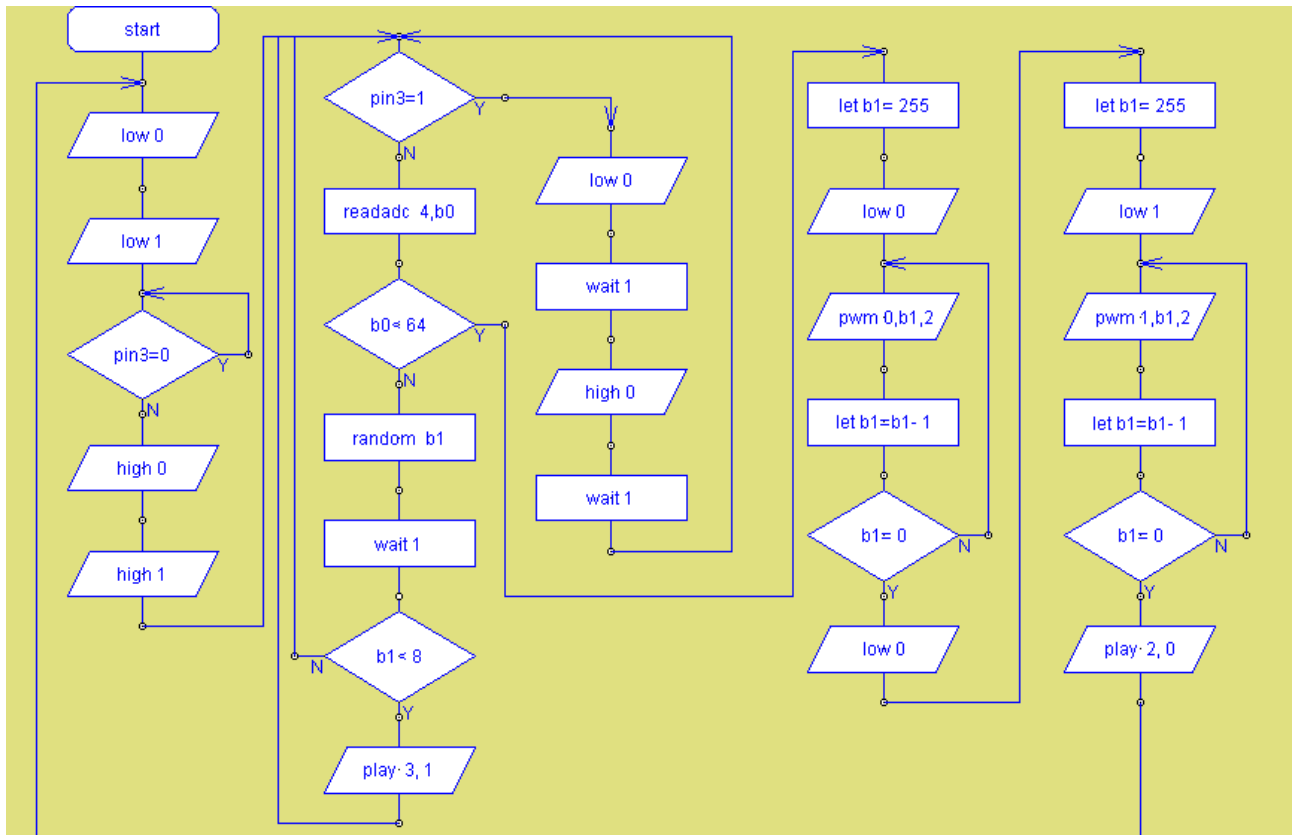 start
low 0
low 1
pin3=0
Y
N
high 0
high 1
pin3=1
Y
N
readadc 4,b0
b0< 64
Y
N
random b1
wait 1
b1< 8
N
Y
play 3, 1
low 0
wait 1
high 0
wait 1
let b1= 255
low 0
pwm 0,b1,2
let b1=b1- 1
b1= 0
N
Y
low 0
let b1= 255
low 1
pwm 1,b1,2
let b1=b1- 1
b1= 0
N
Y
play 2, 0